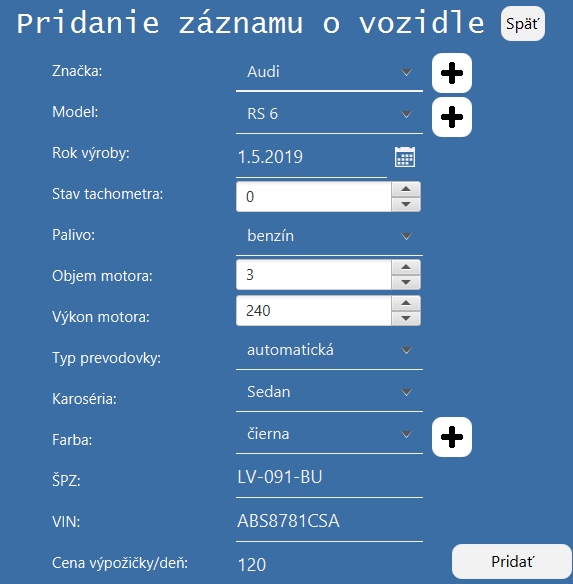 Pridanie záznamu o vozidle Späť
Značka: Audi
Model: RS 6
Rok výroby: 1.5.2019
Stav tachometra: 0
Palivo: benzín
Objem motora: 3
Výkon motora: 240
Typ prevodovky: automatická
Karoséria: Sedan
Farba: čierna
ŠPZ: LV-091-BU
VIN: ABS8781CSA
Cena výpožičky/deň: 120 Pridať